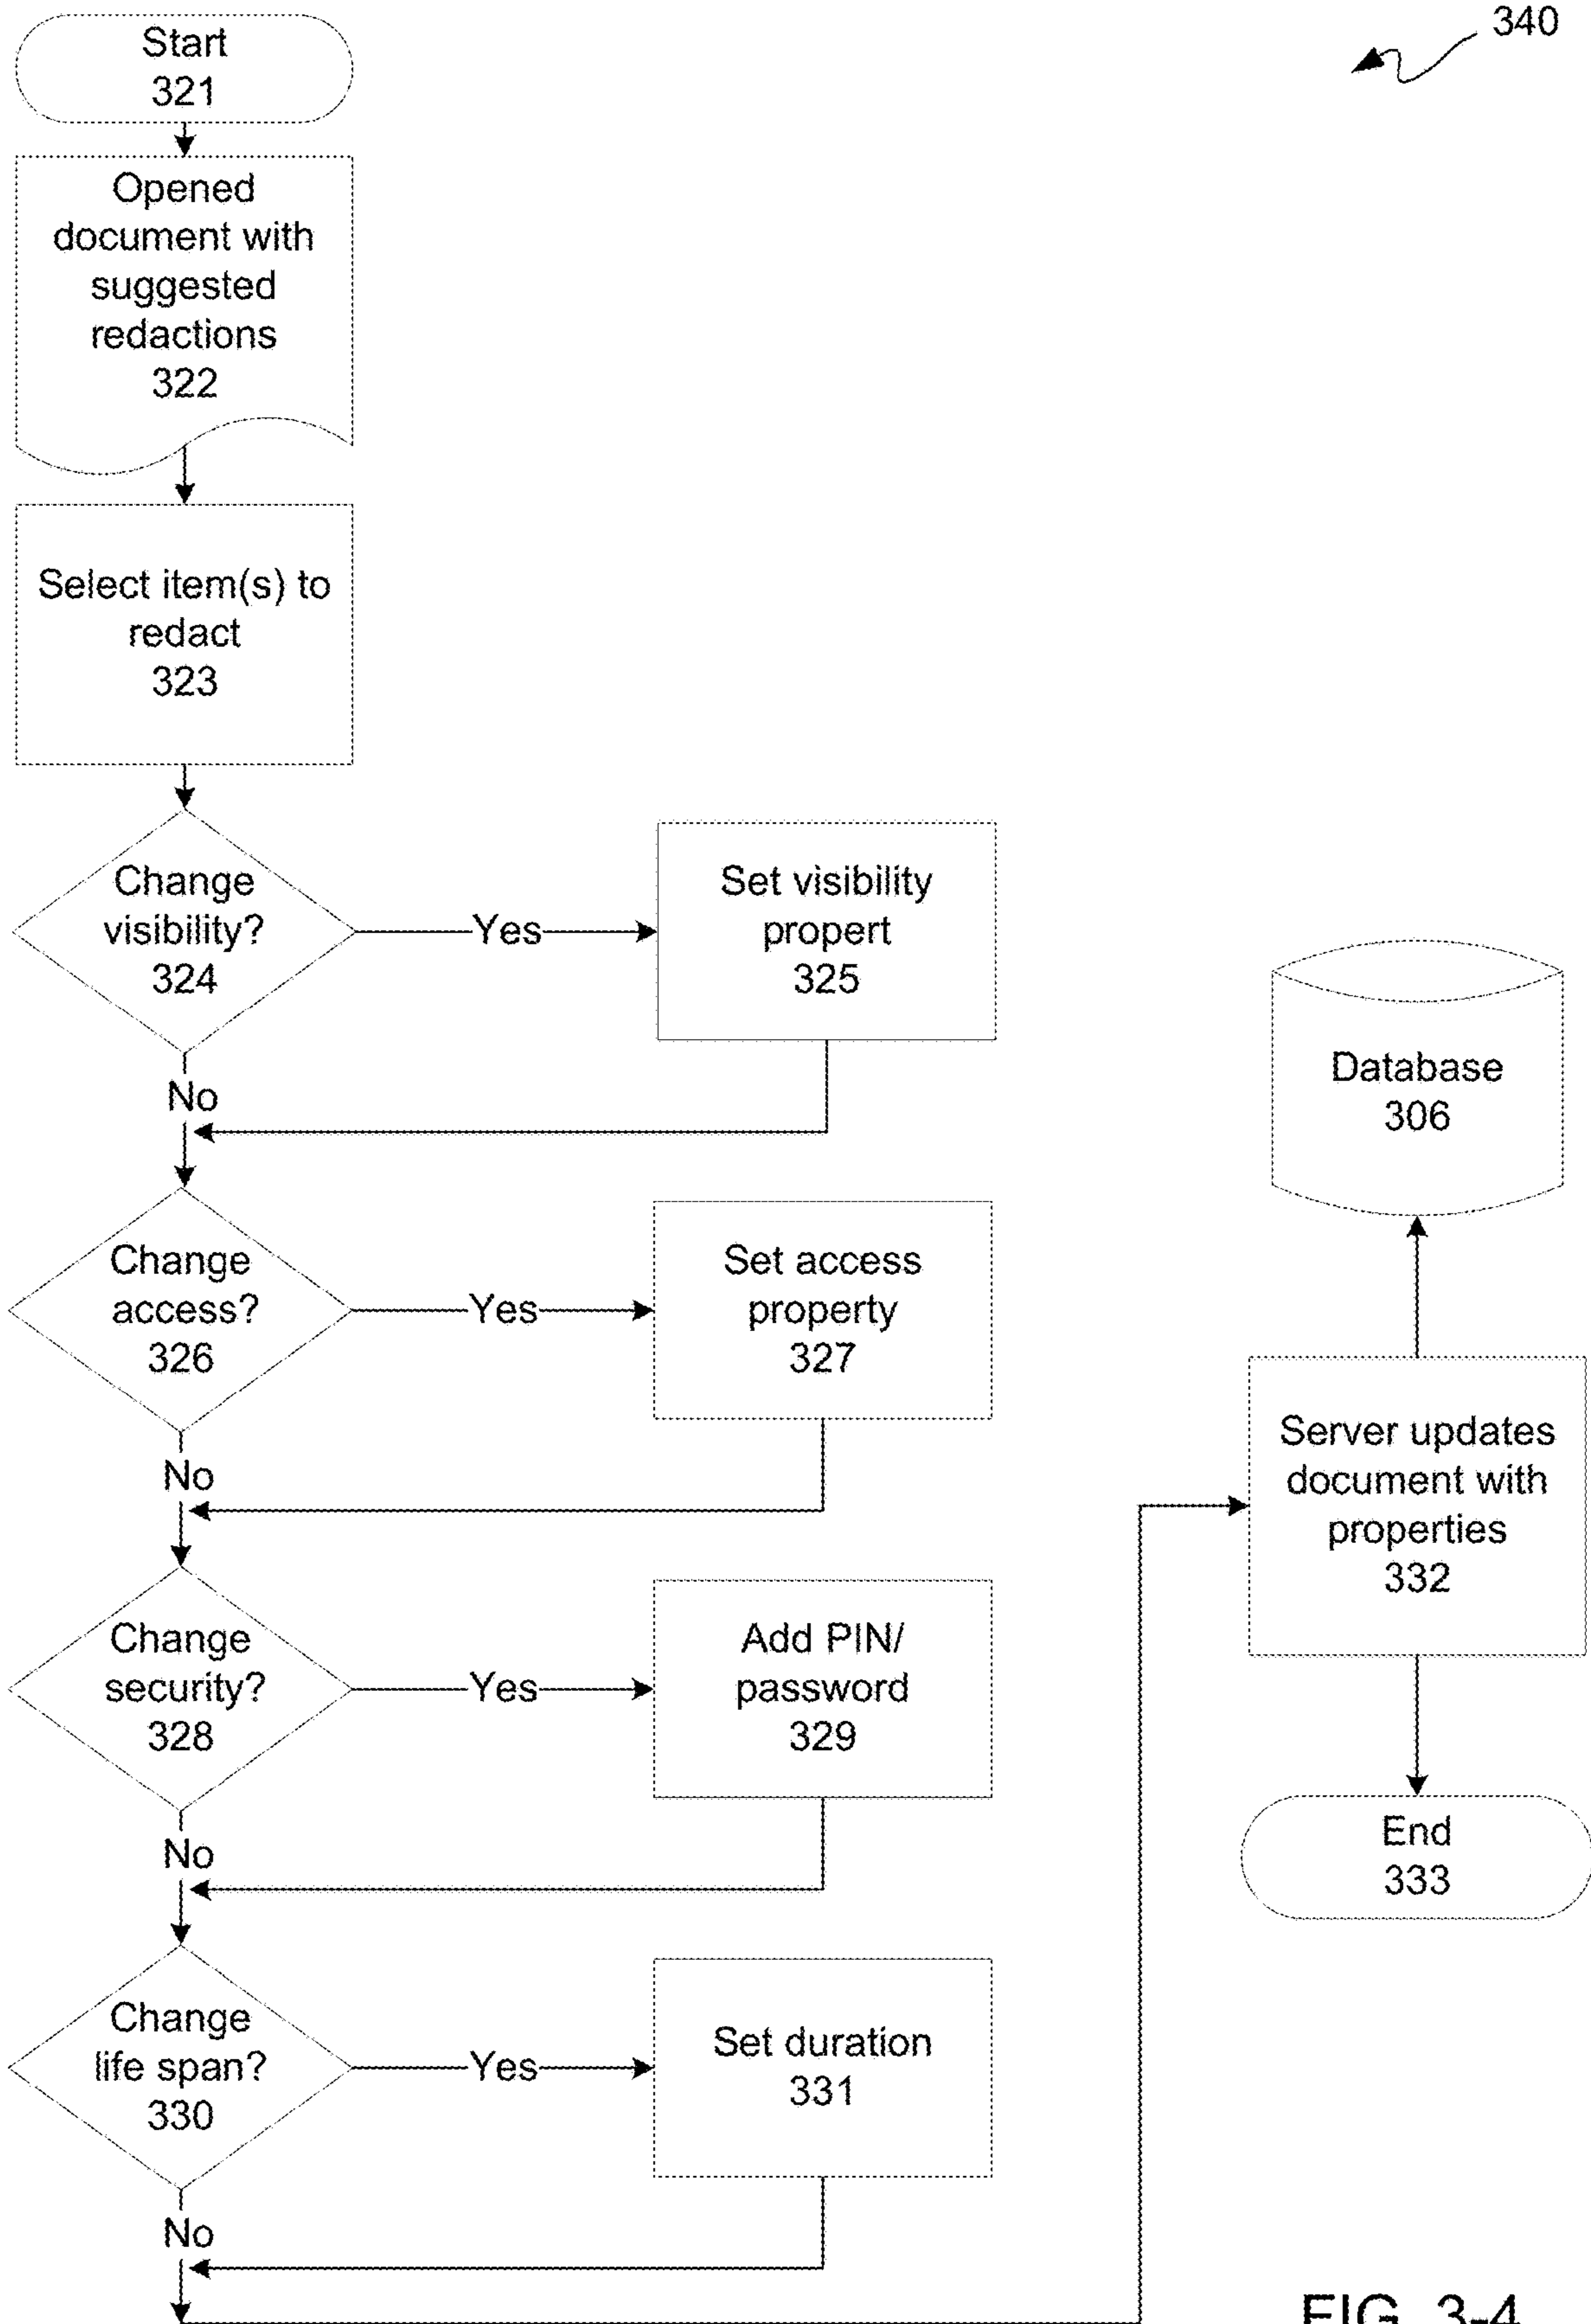 340
Start
321
Opened
document with
suggested
redactions
322
Select item(s) to
redact
323
Change
visibility?
324
Yes
Set visibility
propert
325
No
Change
access?
326
Yes
Set access
property
327
No
Change
security?
328
Yes
Add PIN/
password
329
No
Change
life span?
330
Yes
Set duration
331
No
Database
306
Server updates
document with
properties
332
End
333
FIG. 3-4